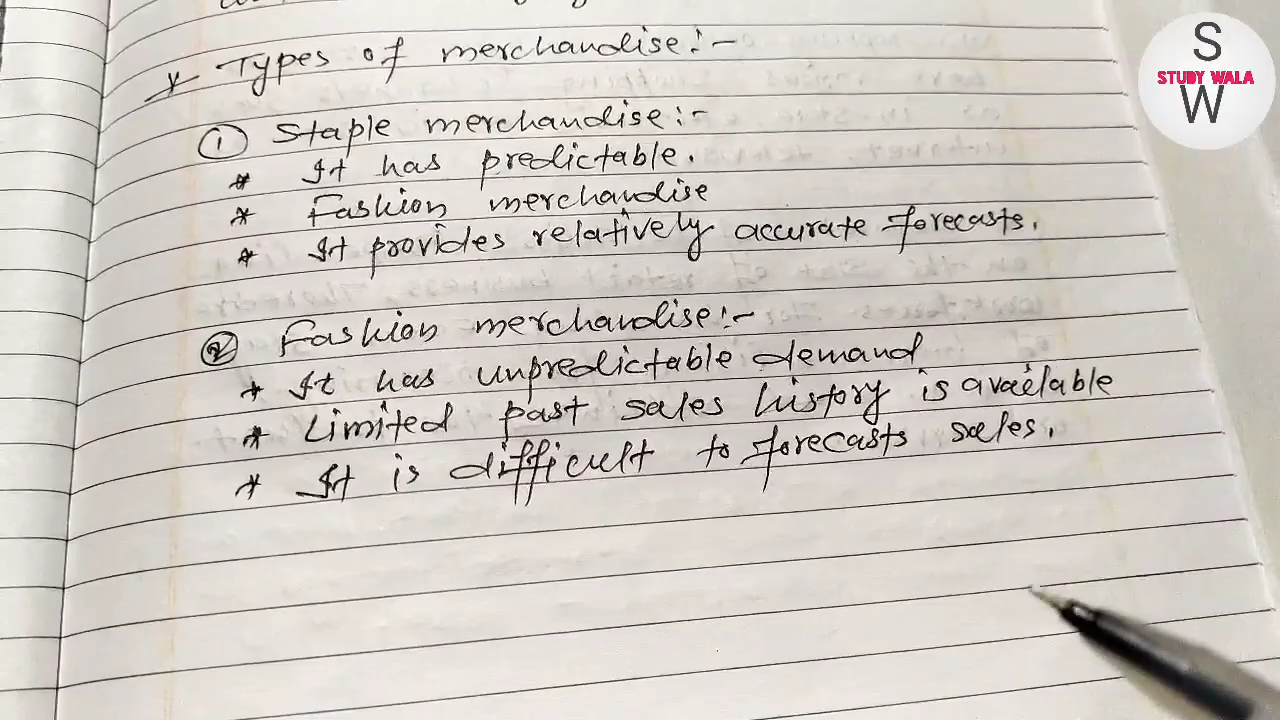 * Types of merchandise:-
① Staple merchandise:-
* It has predictable.
* Fashion merchandise
* It provides relatively accurate forecasts.
② Fashion merchandise:-
* It has unpredictable demand
* Limited past sales history is available
* It is difficult to forecasts sales.
S
STUDY WALA
W